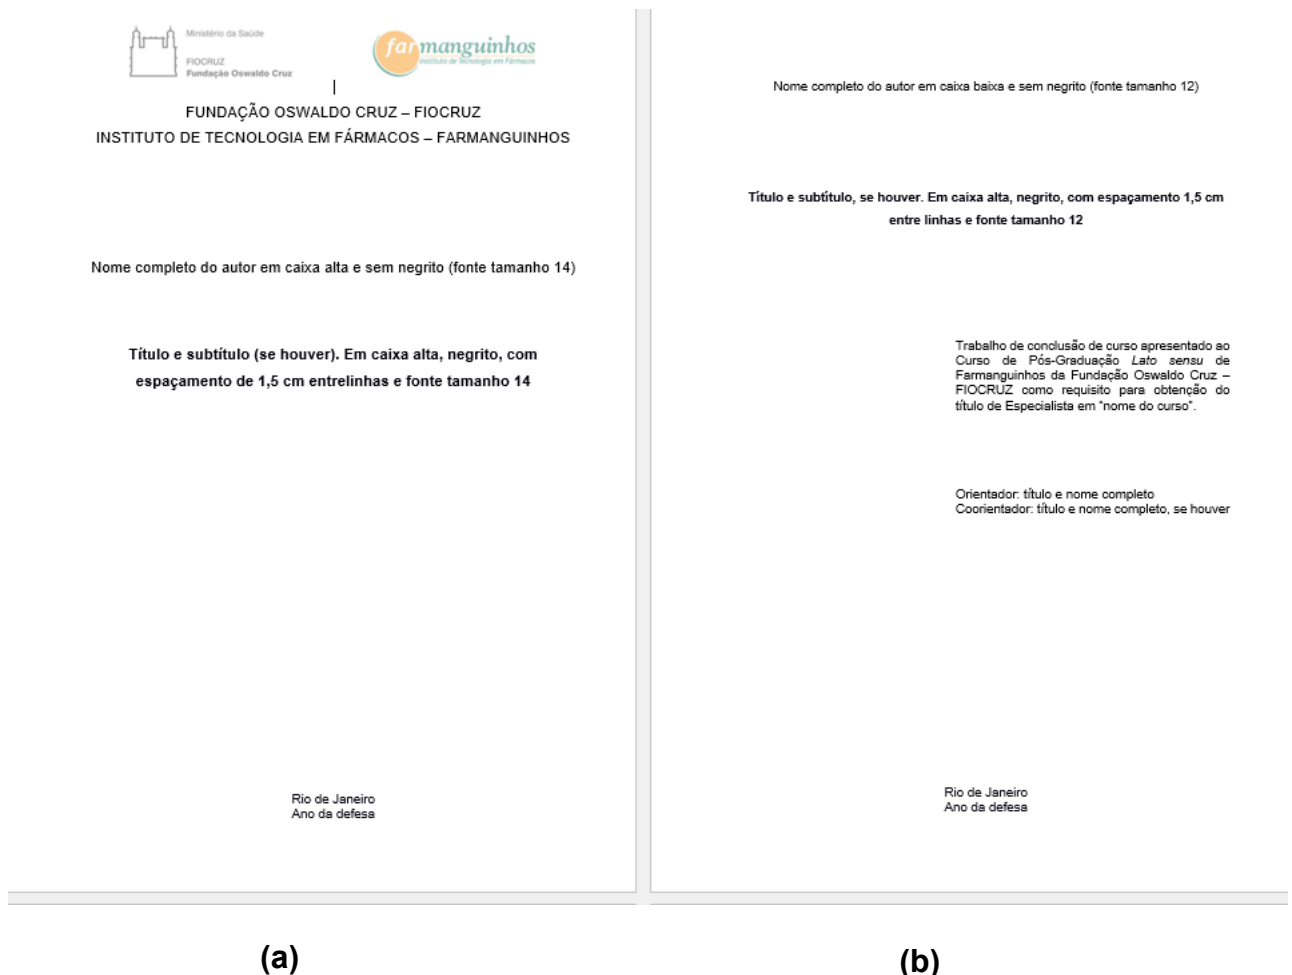 Ministério da Saúde
FIOCRUZ
Fundação Oswaldo Cruz
farmanguinhos
Instituto de Tecnologia em Fármacos
FUNDAÇÃO OSWALDO CRUZ – FIOCRUZ
INSTITUTO DE TECNOLOGIA EM FÁRMACOS – FARMANGUINHOS
Nome completo do autor em caixa alta e sem negrito (fonte tamanho 14)
Título e subtítulo (se houver). Em caixa alta, negrito, com
espaçamento de 1,5 cm entrelinhas e fonte tamanho 14
Rio de Janeiro
Ano da defesa
(a)
Nome completo do autor em caixa baixa e sem negrito (fonte tamanho 12)
Título e subtítulo, se houver. Em caixa alta, negrito, com espaçamento 1,5 cm
entre linhas e fonte tamanho 12
Trabalho de conclusão de curso apresentado ao
Curso de Pós-Graduação Lato sensu de
Farmanguinhos da Fundação Oswaldo Cruz –
FIOCRUZ como requisito para obtenção do
título de Especialista em "nome do curso".
Orientador: título e nome completo
Coorientador: título e nome completo, se houver
Rio de Janeiro
Ano da defesa
(b)